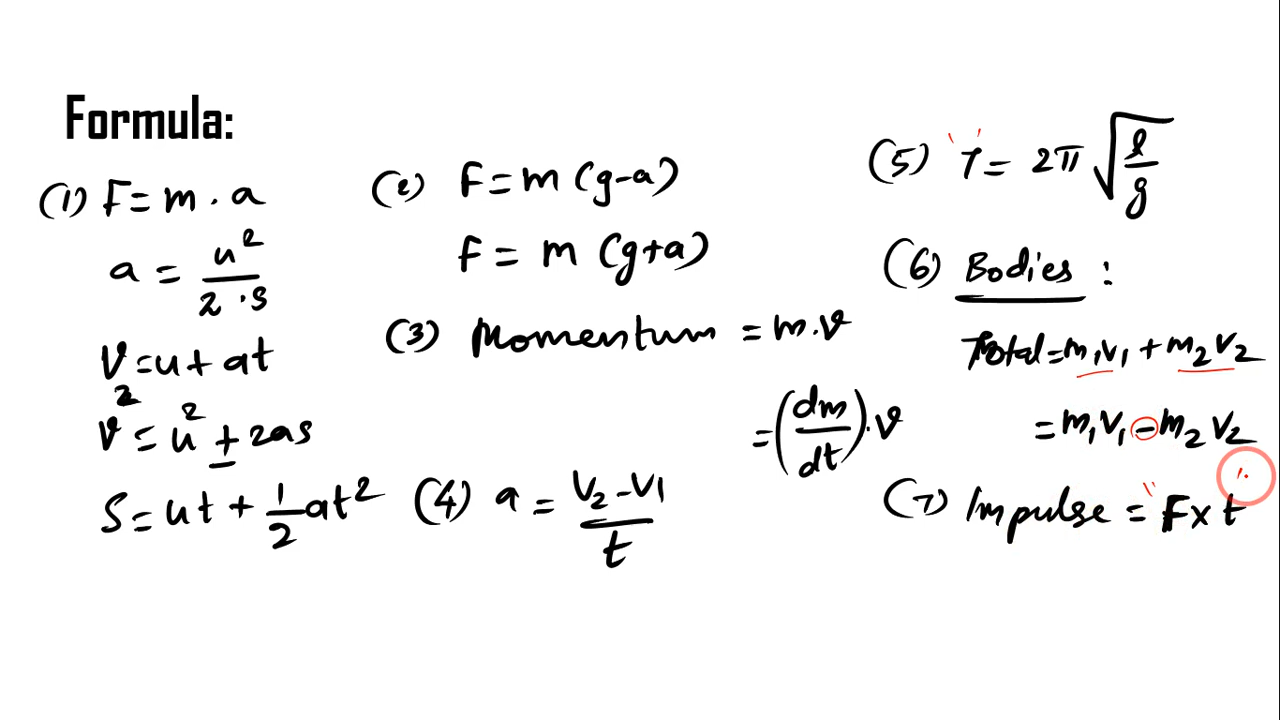 Formula:
(1) F = m . a
a = u² / 2 . s
V = u + at
V² = u² + 2as
S = ut + 1/2 at²
(2) F = m (g-a)
F = m (g+a)
(3) Momentum = m.v
= (dm/dt).v
(4) a = V₂ - V₁ / t
(5) T = 2π √(l/g)
(6) Bodies :
Total = m₁v₁ + m₂v₂
= m₁v₁ - m₂v₂
(7) Impulse = F x t